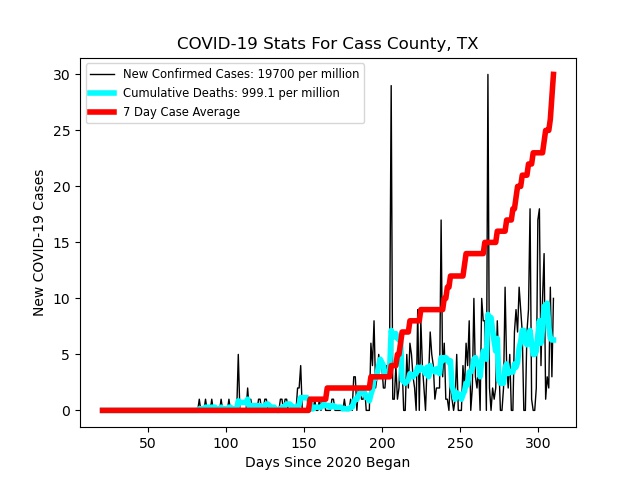 COVID-19 Stats For Cass County, TX
New Confirmed Cases: 19700 per million
Cumulative Deaths: 999.1 per million
7 Day Case Average
30
25
20
15
10
5
0
New COVID-19 Cases
50 100 150 200 250 300
Days Since 2020 Began